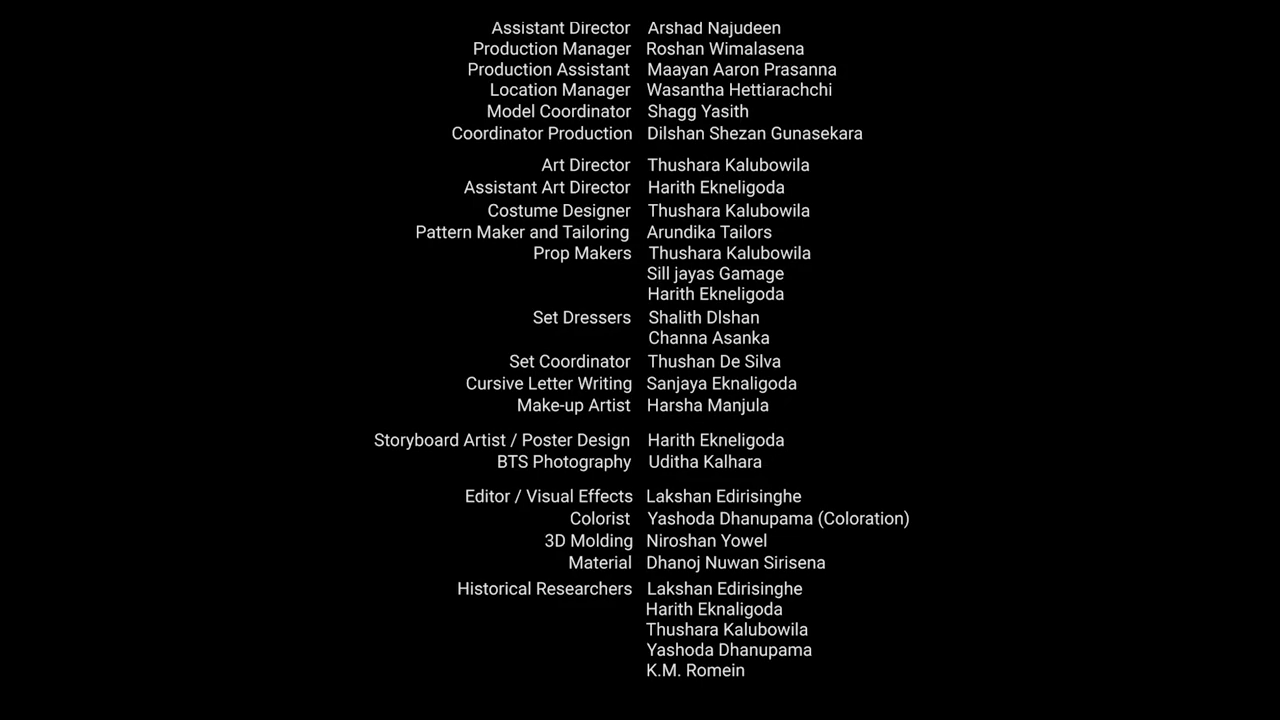 Assistant Director Arshad Najudeen
Production Manager Roshan Wimalasena
Production Assistant Maayan Aaron Prasanna
Location Manager Wasantha Hettiarachchi
Model Coordinator Shagg Yasith
Coordinator Production Dilshan Shezan Gunasekara
Art Director Thushara Kalubowila
Assistant Art Director Harith Ekneligoda
Costume Designer Thushara Kalubowila
Pattern Maker and Tailoring Arundika Tailors
Prop Makers Thushara Kalubowila
Sill jayas Gamage
Harith Ekneligoda
Set Dressers Shalith Dlshan
Channa Asanka
Set Coordinator Thushan De Silva
Cursive Letter Writing Sanjaya Eknaligoda
Make-up Artist Harsha Manjula
Storyboard Artist / Poster Design Harith Ekneligoda
BTS Photography Uditha Kalhara
Editor / Visual Effects Lakshan Edirisinghe
Colorist Yashoda Dhanupama (Coloration)
3D Molding Niroshan Yowel
Material Dhanoj Nuwan Sirisena
Historical Researchers Lakshan Edirisinghe
Harith Eknaligoda
Thushara Kalubowila
Yashoda Dhanupama
K.M. Romein